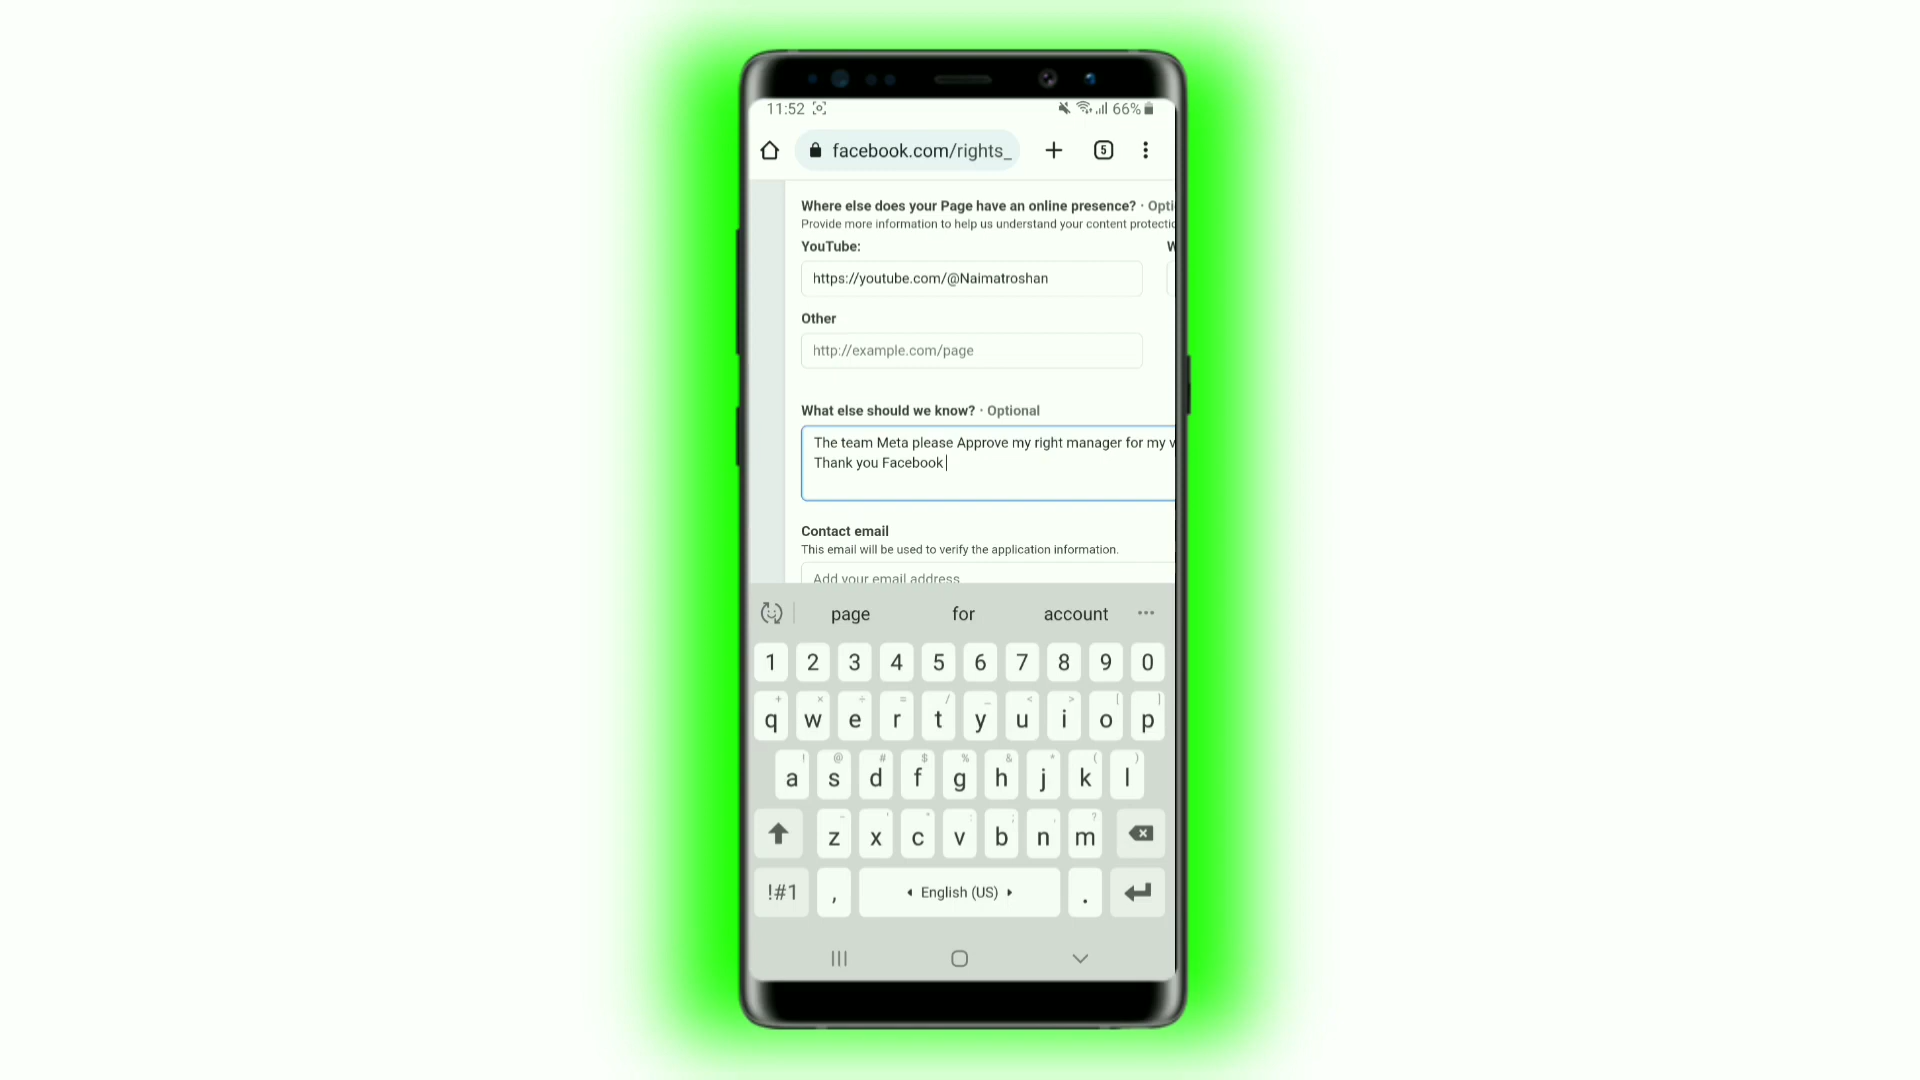 11:52 66%
facebook.com/rights_ 5
Where else does your Page have an online presence? · Opti
Provide more information to help us understand your content protectio
YouTube: W
https://youtube.com/@Naimatroshan
Other
http://example.com/page
What else should we know? · Optional
The team Meta please Approve my right manager for my v
Thank you Facebook
Contact email
This email will be used to verify the application information.
Add your email address
page for account
1 2 3 4 5 6 7 8 9 0
+ × ÷ = / _ < > [ ]
q w e r t y u i o p
! @ # $ % & * ( )
a s d f g h j k l
- ' " : ; , ?
z x c v b n m
!#1 , English (US) .